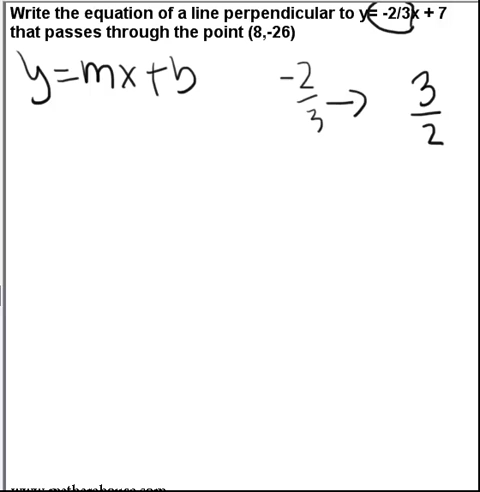 Write the equation of a line perpendicular to y= -2/3x + 7
that passes through the point (8,-26)
y=mx+b -2/3 → 3/2